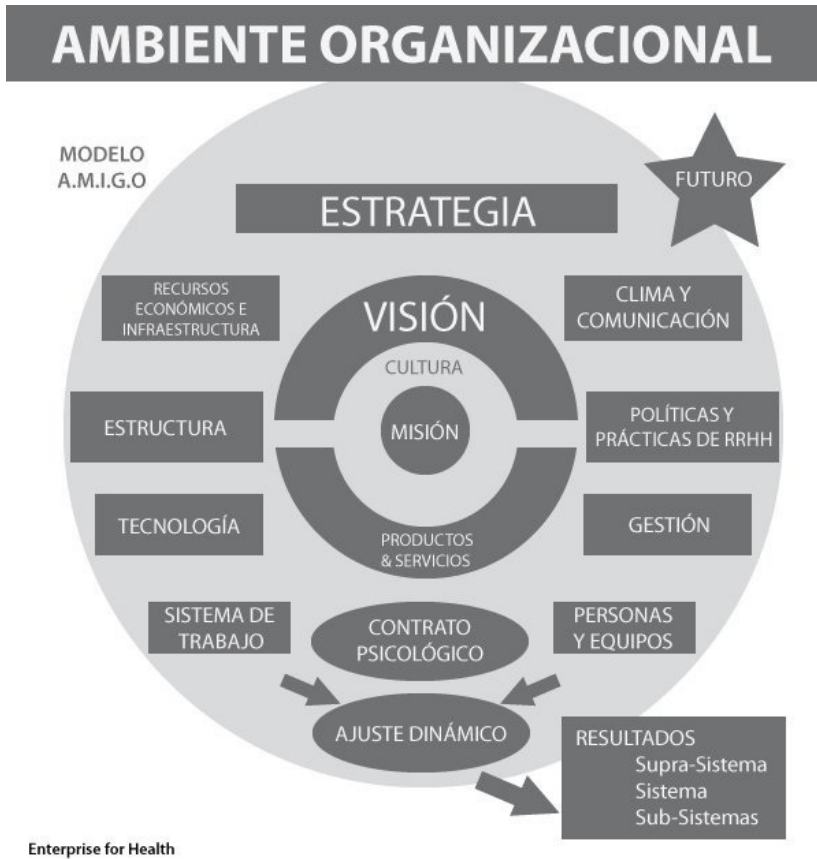 AMBIENTE ORGANIZACIONAL
MODELO
A.M.I.G.O
FUTURO
ESTRATEGIA
RECURSOS
ECONÓMICOS E
INFRAESTRUCTURA
VISIÓN
CLIMA Y
COMUNICACIÓN
CULTURA
ESTRUCTURA
MISIÓN
POLÍTICAS Y
PRÁCTICAS DE RRHH
TECNOLOGÍA
PRODUCTOS
& SERVICIOS
GESTIÓN
SISTEMA DE
TRABAJO
CONTRATO
PSICOLÓGICO
PERSONAS
Y EQUIPOS
AJUSTE DINÁMICO
RESULTADOS
Supra-Sistema
Sistema
Sub-Sistemas
Enterprise for Health